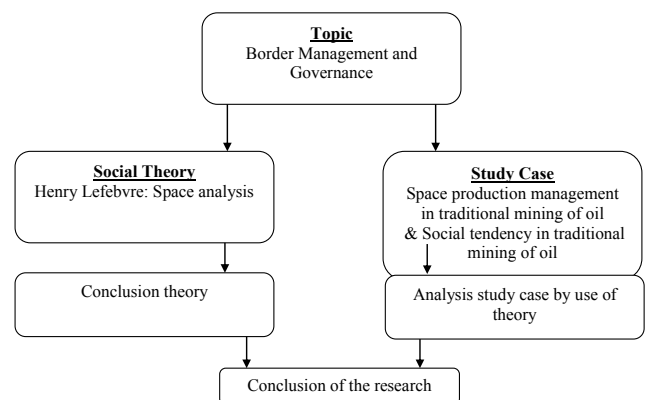 Topic
Border Management and
Governance
Social Theory
Henry Lefebvre: Space analysis
Study Case
Space production management
in traditional mining of oil
& Social tendency in traditional
mining of oil
Conclusion theory
Analysis study case by use of
theory
Conclusion of the research